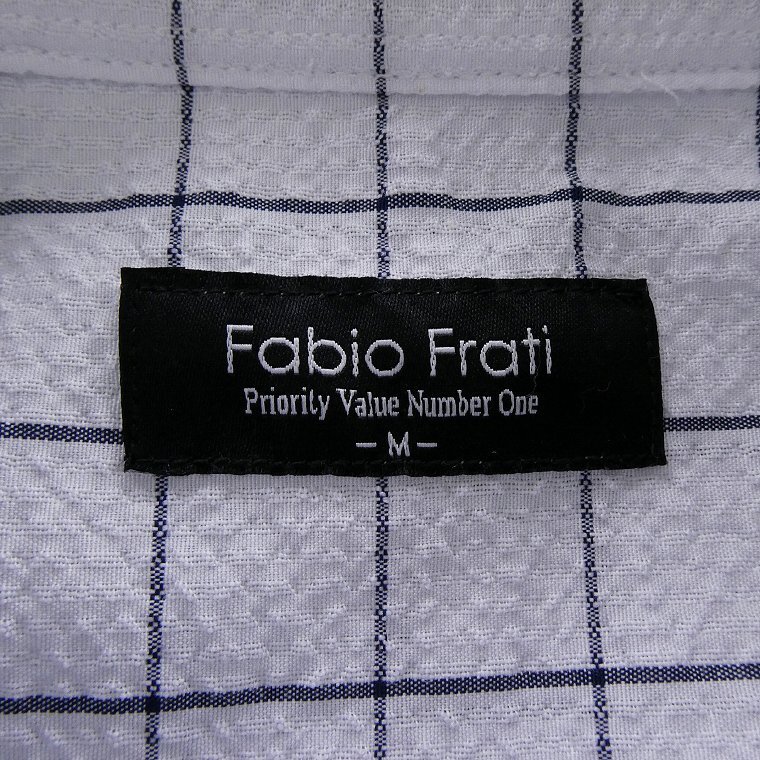 Fabio Frati
Priority Value Number One
– M –